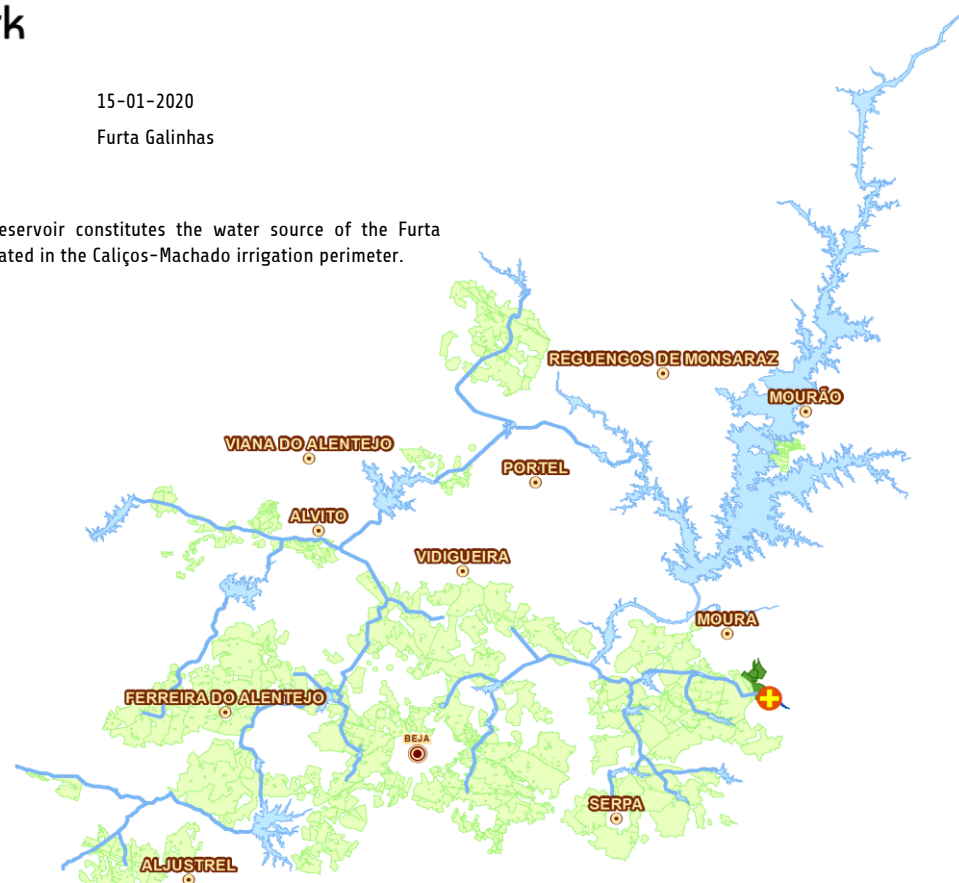 rk
15-01-2020
Furta Galinhas
eservoir constitutes the water source of the Furta
ated in the Caliços-Machado irrigation perimeter.
REGUENGOS DE MONSARAZ
MOURÃO
VIANA DO ALENTEJO
PORTEL
ALVITO
VIDIGUEIRA
MOURA
FERREIRA DO ALENTEJO
BEJA
SERPA
ALJUSTREL